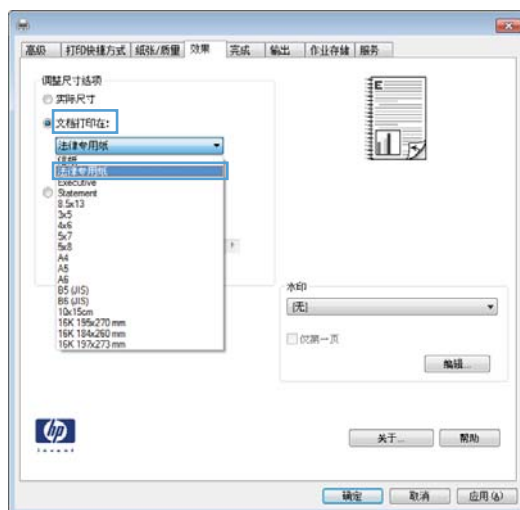 高级 打印快捷方式 纸张/质量 效果 完成 输出 作业存储 服务
调整尺寸选项
实际尺寸
文档打印在:
法律专用纸
信纸
法律专用纸
Executive
Statement
8.5x13
3x5
4x6
5x7
5x8
A4
A5
A6
B5 (JIS)
B6 (JIS)
10x15cm
16K 195x270 mm
16K 184x260 mm
16K 197x273 mm
E
水印
[无]
仅第一页
编辑...
hp
invent
关于... 帮助
确定 取消 应用(A)